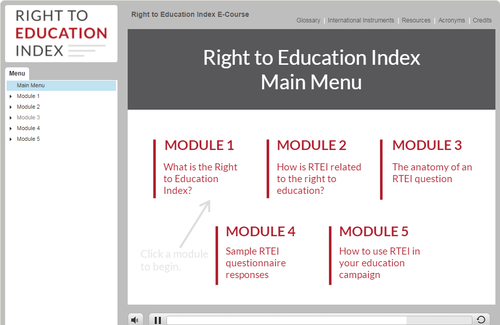 RIGHT TO
EDUCATION
INDEX
Right to Education Index E-Course
Glossary | International Instruments | Resources | Acronyms | Credits
Menu
Main Menu
Module 1
Module 2
Module 3
Module 4
Module 5
Right to Education Index
Main Menu
MODULE 1
What is the Right
to Education
Index?
MODULE 2
How is RTEI related
to the right to
education?
MODULE 3
The anatomy of an
RTEI question
Click a module
to begin.
MODULE 4
Sample RTEI
questionnaire
responses
MODULE 5
How to use RTEI in
your education
campaign